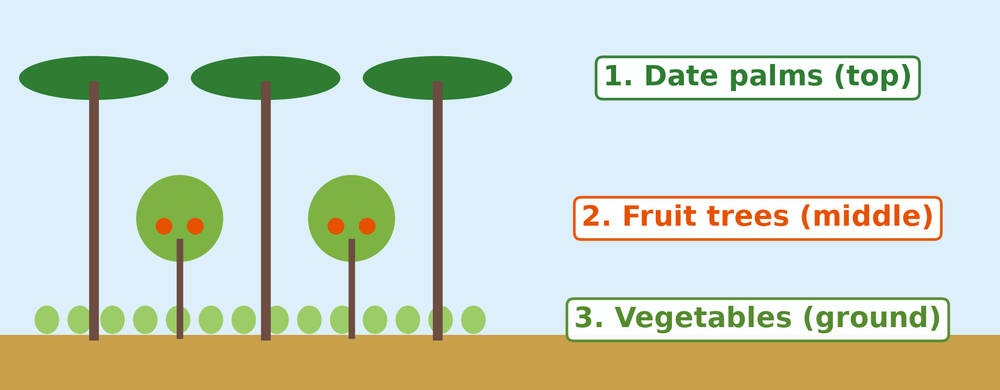 1. Date palms (top)
2. Fruit trees (middle)
3. Vegetables (ground)